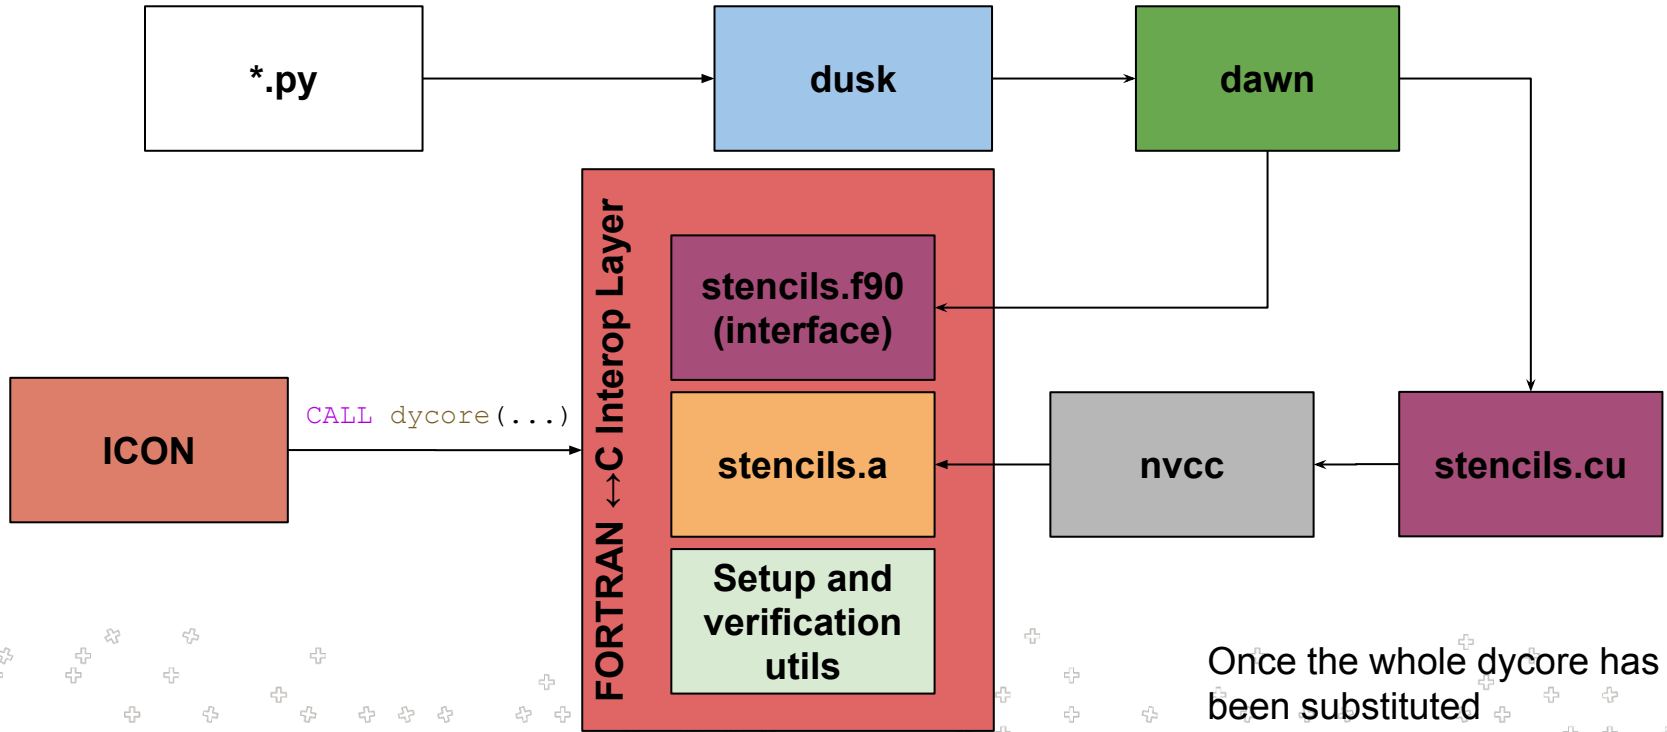 *.py
dusk
dawn
FORTRAN ↔C Interop Layer
stencils.f90
(interface)
ICON
CALL dycore(...)
stencils.a
nvcc
stencils.cu
Setup and
verification
utils
Once the whole dycore has
been substituted